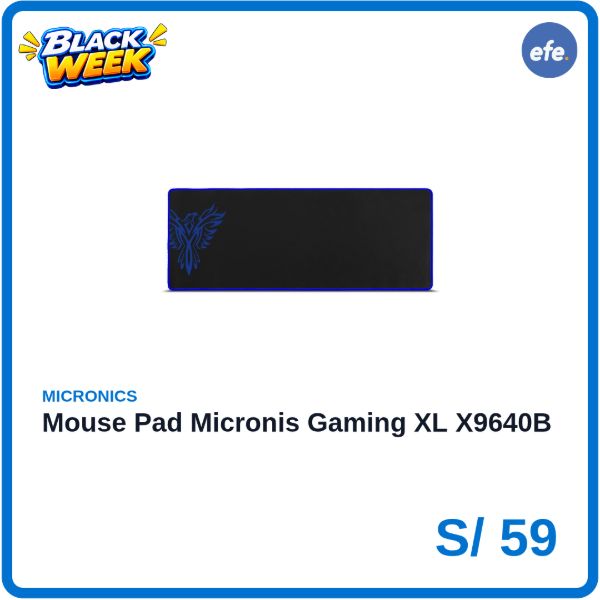 BLACK
WEEK
efe.
MICRONICS
Mouse Pad Micronis Gaming XL X9640B
S/ 59